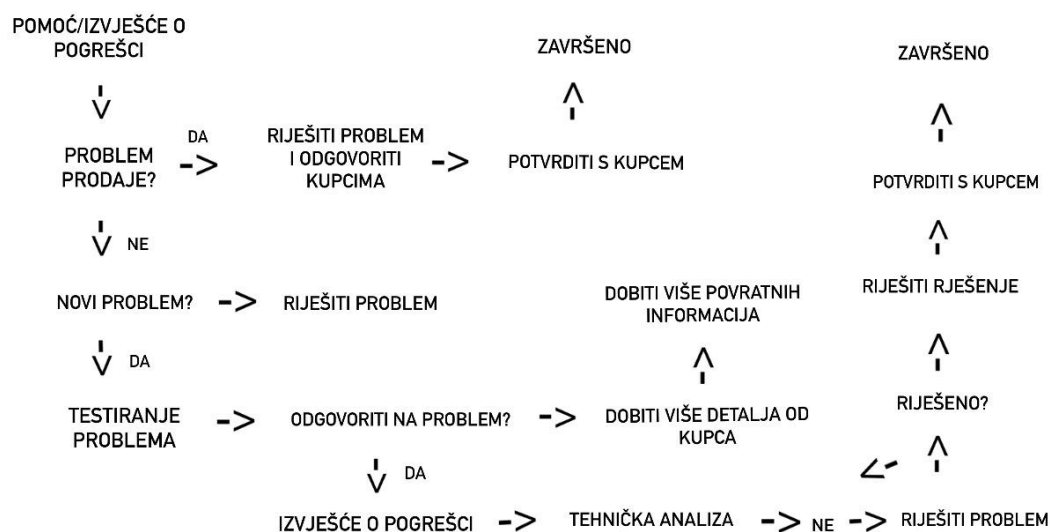 POMOĆ/IZVJEŠĆE O
POGREŠCI
ZAVRŠENO
ZAVRŠENO
DA
PROBLEM
PRODAJE?
RIJEŠITI PROBLEM
I ODGOVORITI
KUPCIMA
POTVRDITI S KUPCEM
POTVRDITI S KUPCEM
NE
NOVI PROBLEM?
RIJEŠITI PROBLEM
DOBITI VIŠE POVRATNIH
INFORMACIJA
RIJEŠITI RJEŠENJE
DA
TESTIRANJE
PROBLEMA
ODGOVORITI NA PROBLEM?
DOBITI VIŠE DETALJA OD
KUPCA
RIJEŠENO?
DA
IZVJEŠĆE O POGREŠCI
TEHNIČKA ANALIZA
NE
RIJEŠITI PROBLEM